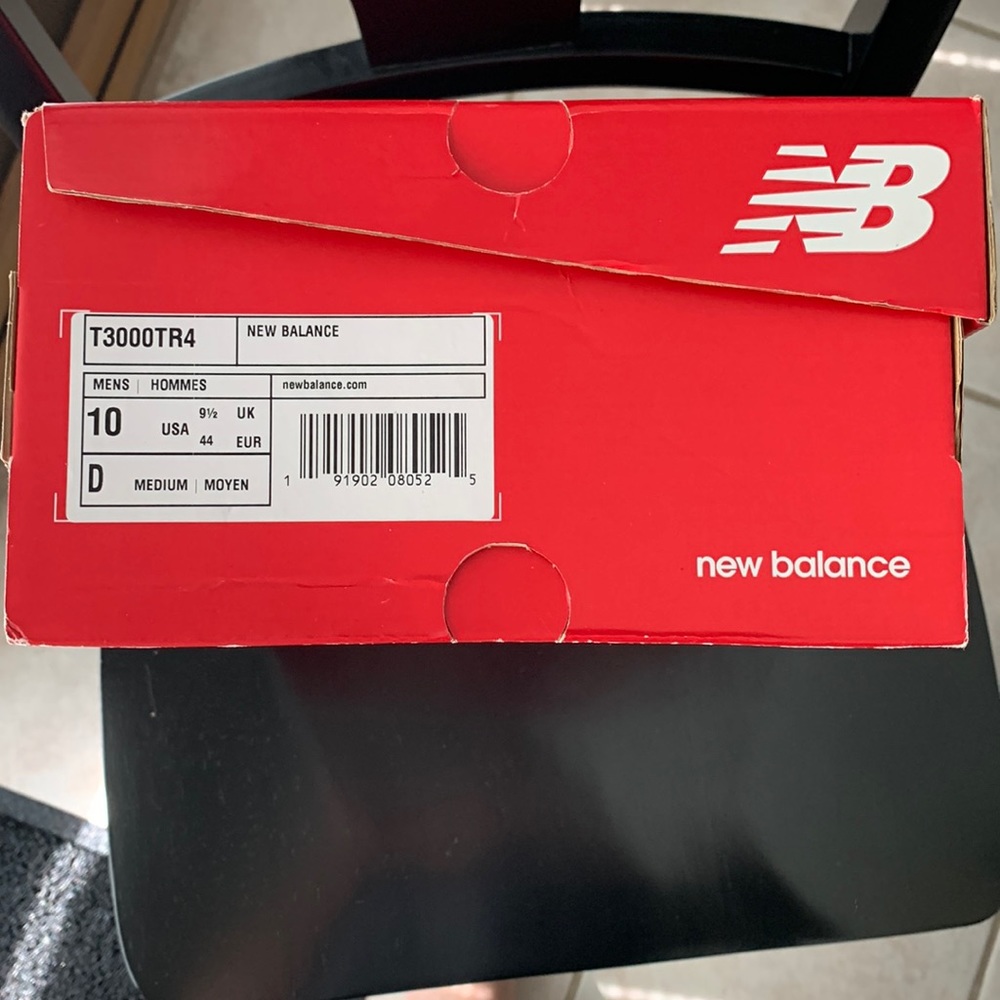 NB
T3000TR4
NEW BALANCE
MENS | HOMMES
newbalance.com
10 USA 9½ UK
44 EUR
D MEDIUM | MOYEN
1 91902 08052 5
new balance